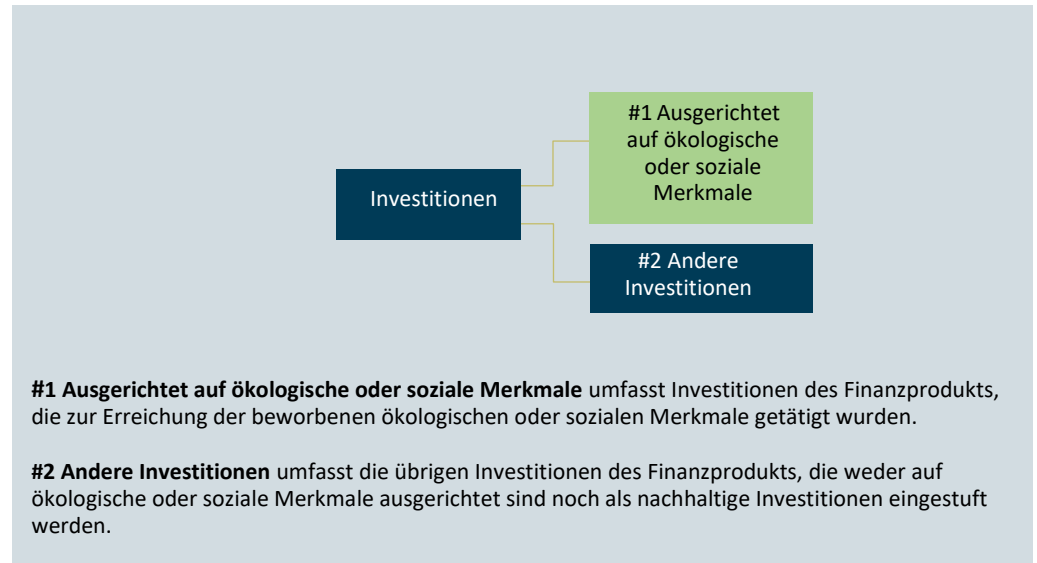 #1 Ausgerichtet
auf ökologische
oder soziale
Merkmale
Investitionen
#2 Andere
Investitionen
#1 Ausgerichtet auf ökologische oder soziale Merkmale umfasst Investitionen des Finanzprodukts,
die zur Erreichung der beworbenen ökologischen oder sozialen Merkmale getätigt wurden.
#2 Andere Investitionen umfasst die übrigen Investitionen des Finanzprodukts, die weder auf
ökologische oder soziale Merkmale ausgerichtet sind noch als nachhaltige Investitionen eingestuft
werden.